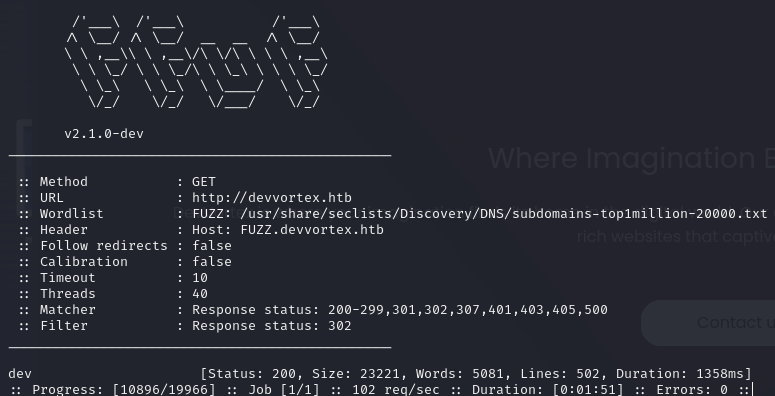 v2.1.0-dev
:: Method : GET
:: URL : http://devvortex.htb
:: Wordlist : FUZZ: /usr/share/seclists/Discovery/DNS/subdomains-top1million-20000.txt
:: Header : Host: FUZZ.devvortex.htb
:: Follow redirects : false
:: Calibration : false
:: Timeout : 10
:: Threads : 40
:: Matcher : Response status: 200-299,301,302,307,401,403,405,500
:: Filter : Response status: 302
dev [Status: 200, Size: 23221, Words: 5081, Lines: 502, Duration: 1358ms]
:: Progress: [10896/19966] :: Job [1/1] :: 102 req/sec :: Duration: [0:01:51] :: Errors: 0 ::
Where Imagination
rich websites that
Contact u